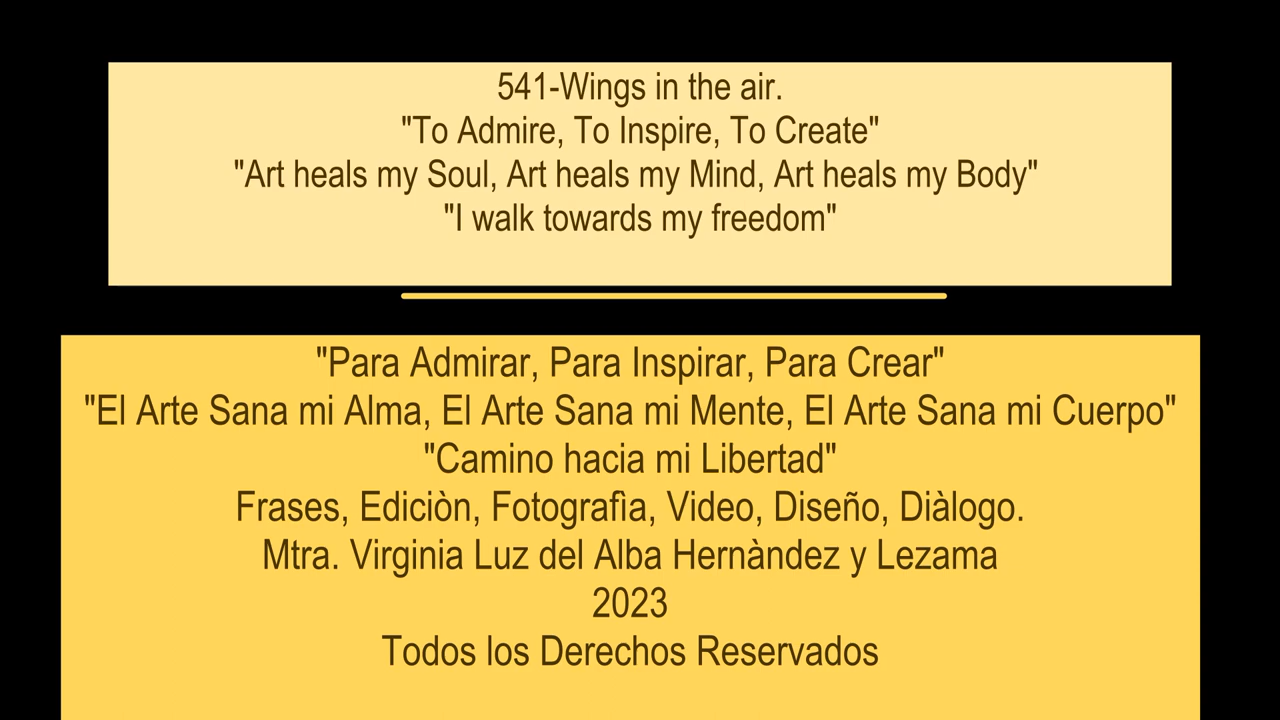 541-Wings in the air.
"To Admire, To Inspire, To Create"
"Art heals my Soul, Art heals my Mind, Art heals my Body"
"I walk towards my freedom"
"Para Admirar, Para Inspirar, Para Crear"
"El Arte Sana mi Alma, El Arte Sana mi Mente, El Arte Sana mi Cuerpo"
"Camino hacia mi Libertad"
Frases, Ediciòn, Fotografìa, Video, Diseño, Diàlogo.
Mtra. Virginia Luz del Alba Hernàndez y Lezama
2023
Todos los Derechos Reservados